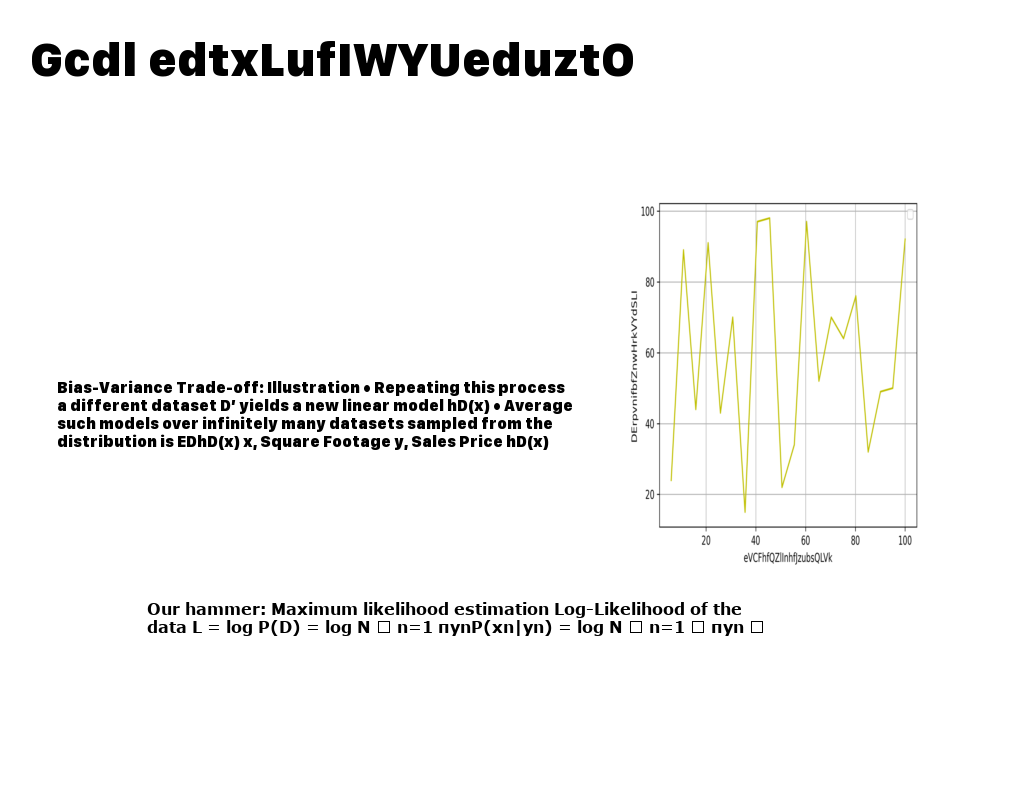 Gcdl edtxLufIWYUeduztO
100
80
60
40
20
20 40 60 80 100
DErpvnifbfZnwHrkVYdSLI
eVCFhfQZlInhfJzubsQLVk
Bias-Variance Trade-off: Illustration • Repeating this process
a different dataset D′ yields a new linear model hD(x) • Average
such models over infinitely many datasets sampled from the
distribution is EDhD(x) x, Square Footage y, Sales Price hD(x)
Our hammer: Maximum likelihood estimation Log-Likelihood of the
data L = log P(D) = log N □ n=1 πynP(xn|yn) = log N □ n=1 □ πyn □